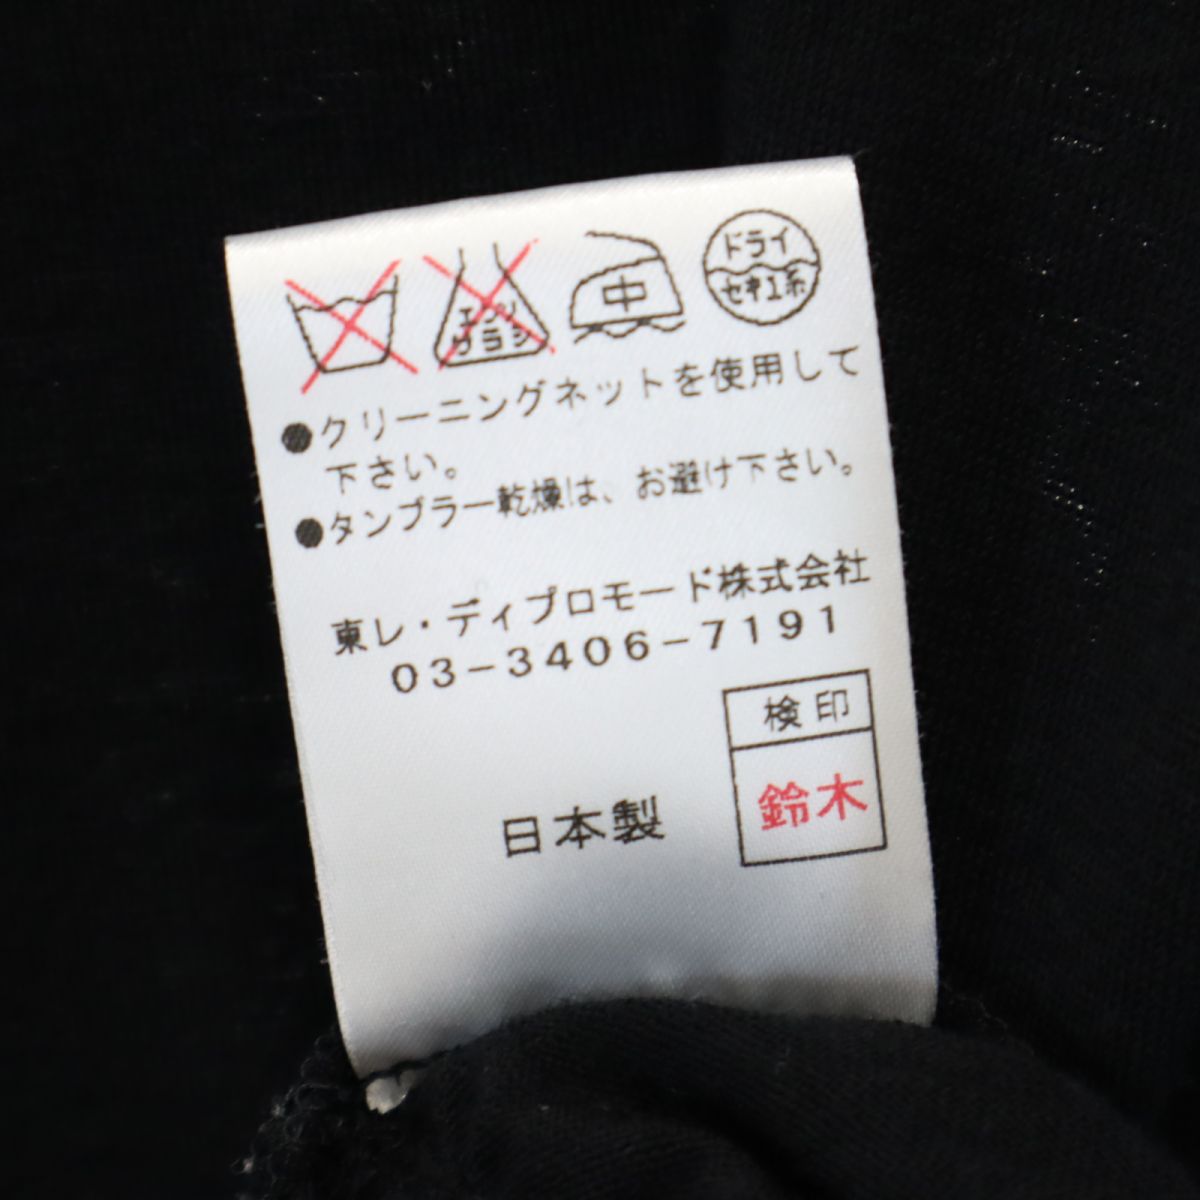 エンソ
サラシ
中
ドライ
セキユ系
●クリーニングネットを使用して
下さい。
●タンブラー乾燥は、お避け下さい。
東レ・ディプロモード株式会社
03-3406-7191
検印
鈴木
日本製